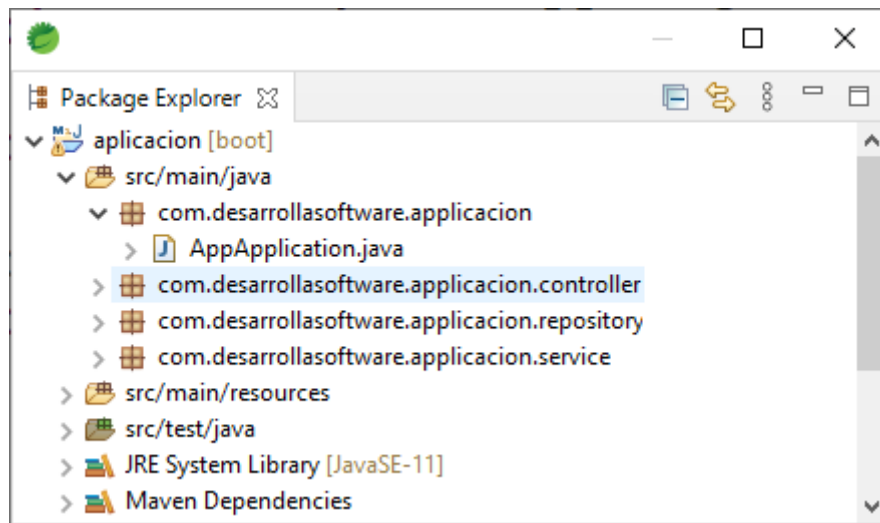 Package Explorer
aplicacion [boot]
src/main/java
com.desarrollasoftware.applicacion
AppApplication.java
com.desarrollasoftware.applicacion.controller
com.desarrollasoftware.applicacion.repository
com.desarrollasoftware.applicacion.service
src/main/resources
src/test/java
JRE System Library [JavaSE-11]
Maven Dependencies